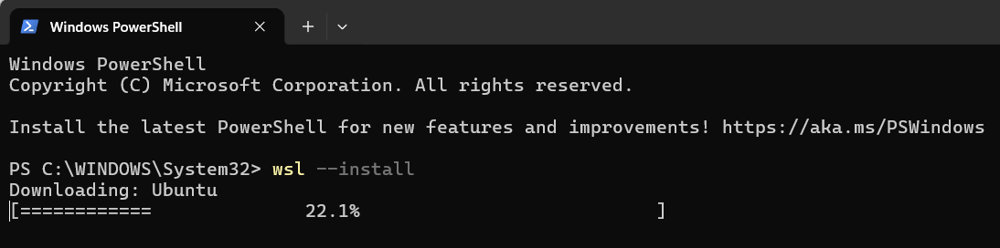 Windows PowerShell
Windows PowerShell
Copyright (C) Microsoft Corporation. All rights reserved.
Install the latest PowerShell for new features and improvements! https://aka.ms/PSWindows
PS C:\WINDOWS\System32> wsl --install
Downloading: Ubuntu
[============              22.1%                           ]